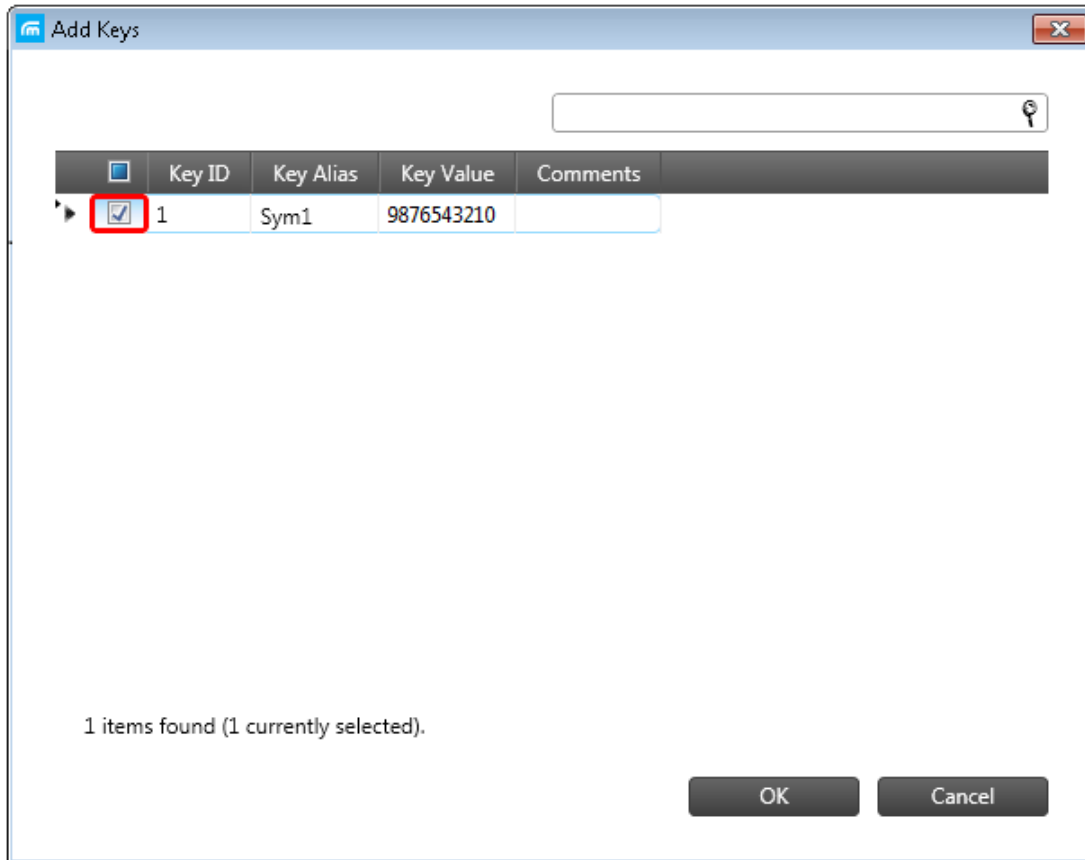 Add Keys
Key ID Key Alias Key Value Comments
1 Sym1 9876543210
1 items found (1 currently selected).
OK Cancel